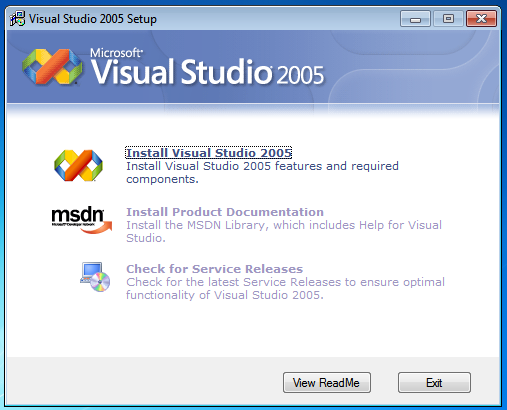 Visual Studio 2005 Setup
Microsoft
Visual Studio 2005
Install Visual Studio 2005
Install Visual Studio 2005 features and required
components.
msdn
Microsoft Developer Network
Install Product Documentation
Install the MSDN Library, which includes Help for Visual
Studio.
Check for Service Releases
Check for the latest Service Releases to ensure optimal
functionality of Visual Studio 2005.
View ReadMe
Exit